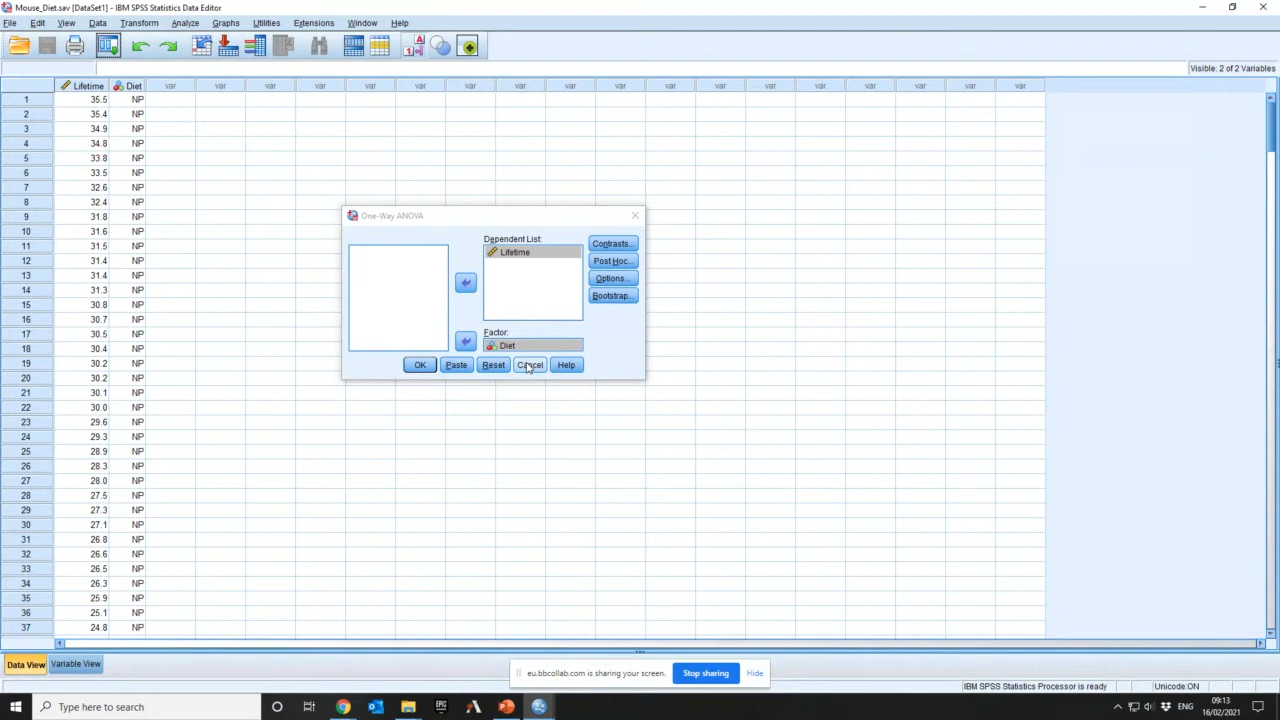 Mouse_Diet.sav [DataSet1] - IBM SPSS Statistics Data Editor
File Edit View Data Transform Analyze Graphs Utilities Extensions Window Help
Visible: 2 of 2 Variables
Lifetime Diet var var var var var var var var var var var var var var var var var var
1 35.5 NP
2 35.4 NP
3 34.9 NP
4 34.8 NP
5 33.8 NP
6 33.5 NP
7 32.6 NP
8 32.4 NP
9 31.8 NP
10 31.6 NP
11 31.5 NP
12 31.4 NP
13 31.4 NP
14 31.3 NP
15 30.8 NP
16 30.7 NP
17 30.5 NP
18 30.4 NP
19 30.2 NP
20 30.2 NP
21 30.1 NP
22 30.0 NP
23 29.6 NP
24 29.3 NP
25 28.9 NP
26 28.3 NP
27 28.0 NP
28 27.5 NP
29 27.3 NP
30 27.1 NP
31 26.8 NP
32 26.6 NP
33 26.5 NP
34 26.3 NP
35 25.9 NP
36 25.1 NP
37 24.8 NP
One-Way ANOVA
Dependent List:
Lifetime
Contrasts...
Post Hoc...
Options...
Bootstrap...
Factor:
Diet
OK Paste Reset Cancel Help
Data View Variable View
eu.bbcollab.com is sharing your screen. Stop sharing Hide
IBM SPSS Statistics Processor is ready Unicode:ON
Type here to search
EPIC
ENG
09:13
16/02/2021